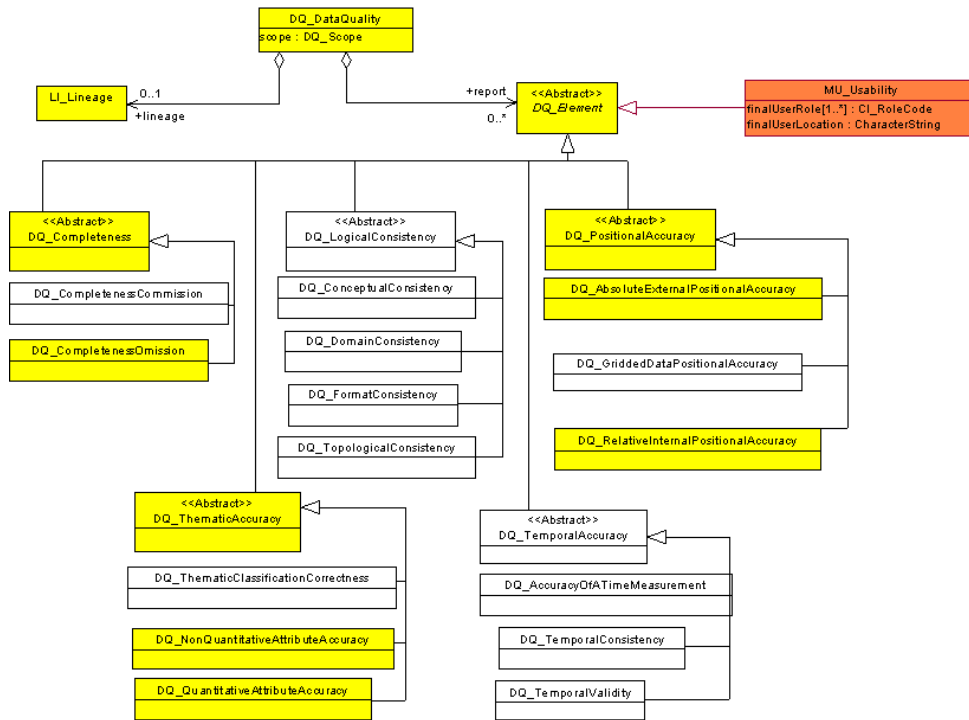 DQ_DataQuality
scope : DQ_Scope
LI_Lineage
0..1
+lineage
+report
0..*
<<Abstract>>
DQ_Element
MU_Usability
finalUserRole[1..*] : CI_RoleCode
finalUserLocation : CharacterString
<<Abstract>>
DQ_Completeness
DQ_CompletenessCommission
DQ_CompletenessOmission
<<Abstract>>
DQ_LogicalConsistency
DQ_ConceptualConsistency
DQ_DomainConsistency
DQ_FormatConsistency
DQ_TopologicalConsistency
<<Abstract>>
DQ_PositionalAccuracy
DQ_AbsoluteExternalPositionalAccuracy
DQ_GriddedDataPositionalAccuracy
DQ_RelativeInternalPositionalAccuracy
<<Abstract>>
DQ_ThematicAccuracy
DQ_ThematicClassificationCorrectness
DQ_NonQuantitativeAttributeAccuracy
DQ_QuantitativeAttributeAccuracy
<<Abstract>>
DQ_TemporalAccuracy
DQ_AccuracyOfATimeMeasurement
DQ_TemporalConsistency
DQ_TemporalValidity